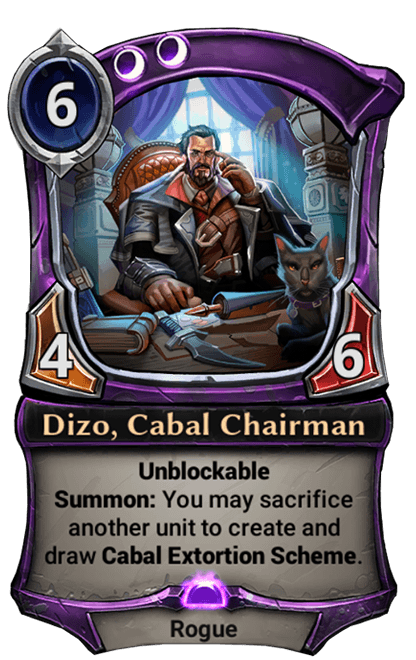 6
4
6
Dizo, Cabal Chairman
Unblockable
Summon: You may sacrifice
another unit to create and
draw Cabal Extortion Scheme.
Rogue